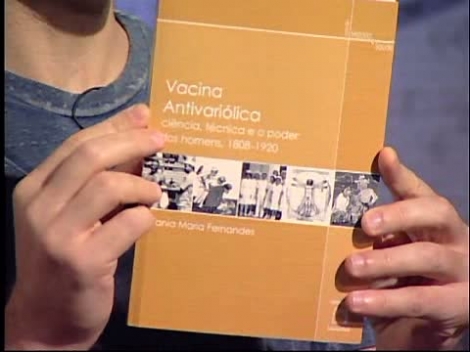 Vacina
Antivariólica
ciência, técnica e o poder
dos homens, 1808-1920
ania Maria Fernandes